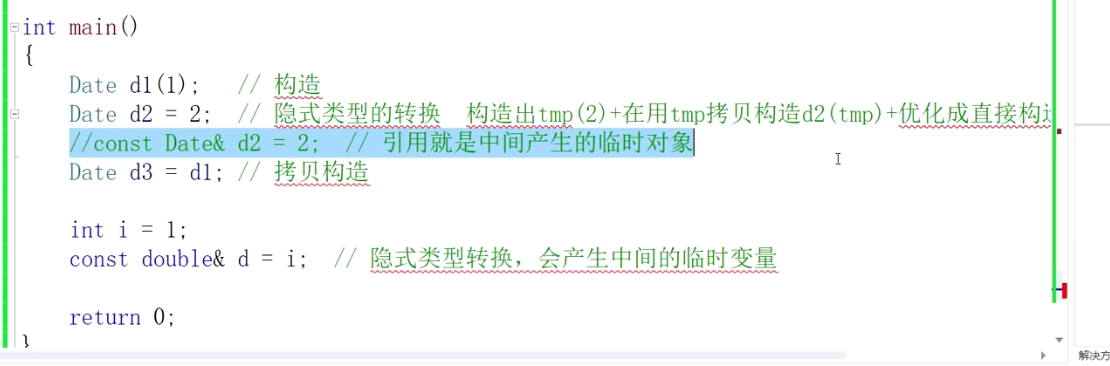 int main()
{
Date d1(1);   // 构造
Date d2 = 2;  // 隐式类型的转换  构造出tmp(2)+在用tmp拷贝构造d2(tmp)+优化成直接构造
//const Date& d2 = 2;  // 引用就是中间产生的临时对象
Date d3 = d1; // 拷贝构造
int i = 1;
const double& d = i;  // 隐式类型转换，会产生中间的临时变量
return 0;
}
解决方